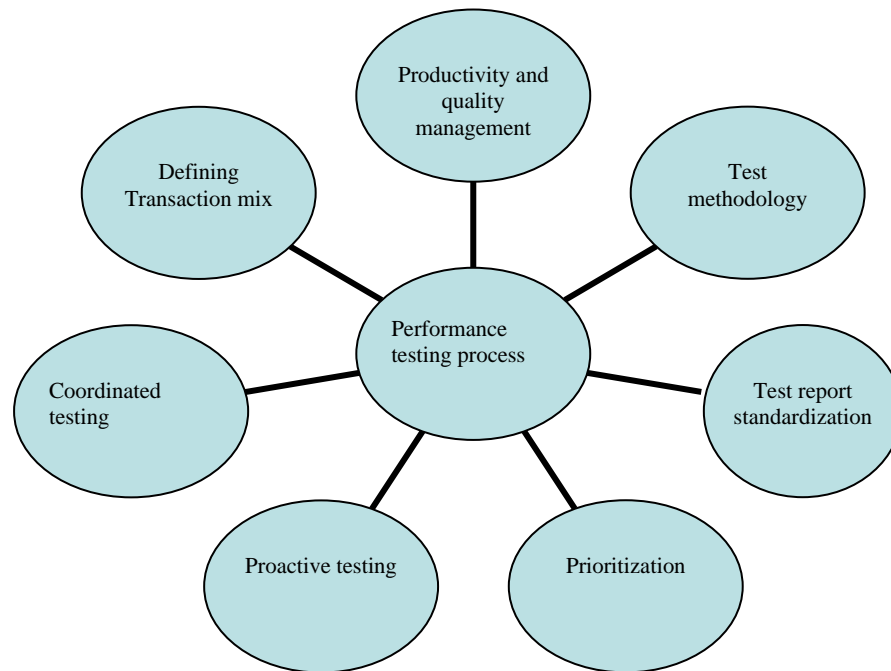 Productivity and
quality
management
Defining
Transaction mix
Test
methodology
Performance
testing process
Coordinated
testing
Test report
standardization
Proactive testing
Prioritization